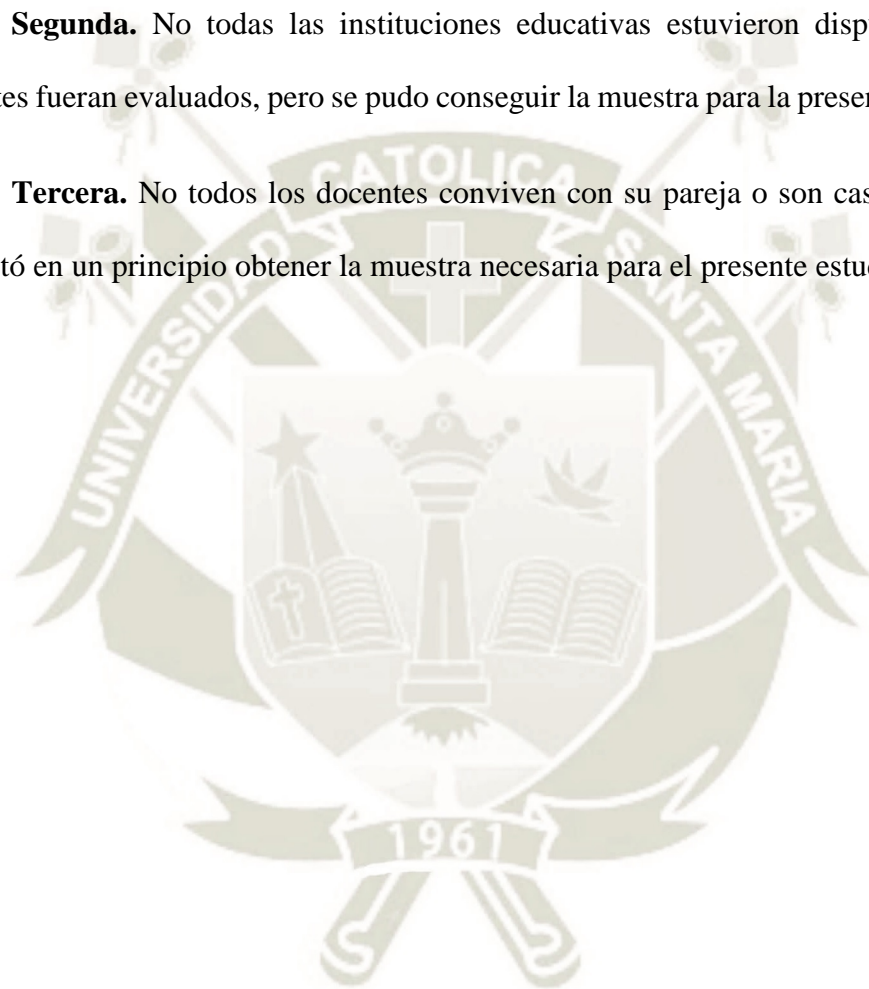 Segunda. No todas las instituciones educativas estuvieron disp
tes fueran evaluados, pero se pudo conseguir la muestra para la presen
CATOLICA
Tercera. No todos los docentes conviven con su pareja o son cas
tó en un principio obtener la muestra necesaria para el presente estu
UNIVERSIDAD
SANTA MARIA
1961